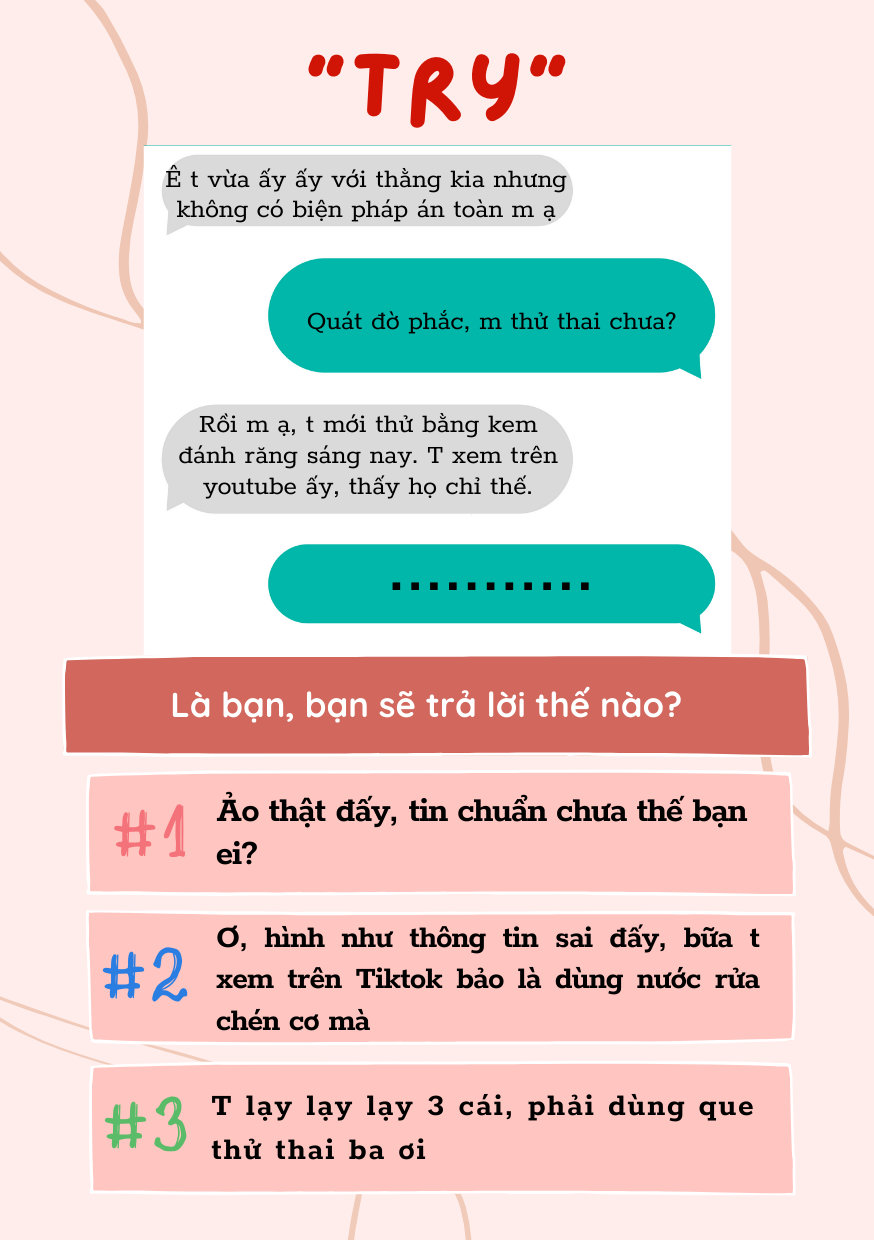 "TRY"
Ê t vừa ấy ấy với thằng kia nhưng
không có biện pháp án toàn m ạ
Quát đờ phắc, m thử thai chưa?
Rồi m ạ, t mới thử bằng kem
đánh răng sáng nay. T xem trên
youtube ấy, thấy họ chỉ thế.
...........
Là bạn, bạn sẽ trả lời thế nào?
#1
Ảo thật đấy, tin chuẩn chưa thế bạn
ei?
#2
Ơ, hình như thông tin sai đấy, bữa t
xem trên Tiktok bảo là dùng nước rửa
chén cơ mà
#3
T lạy lạy lạy 3 cái, phải dùng que
thử thai ba ơi